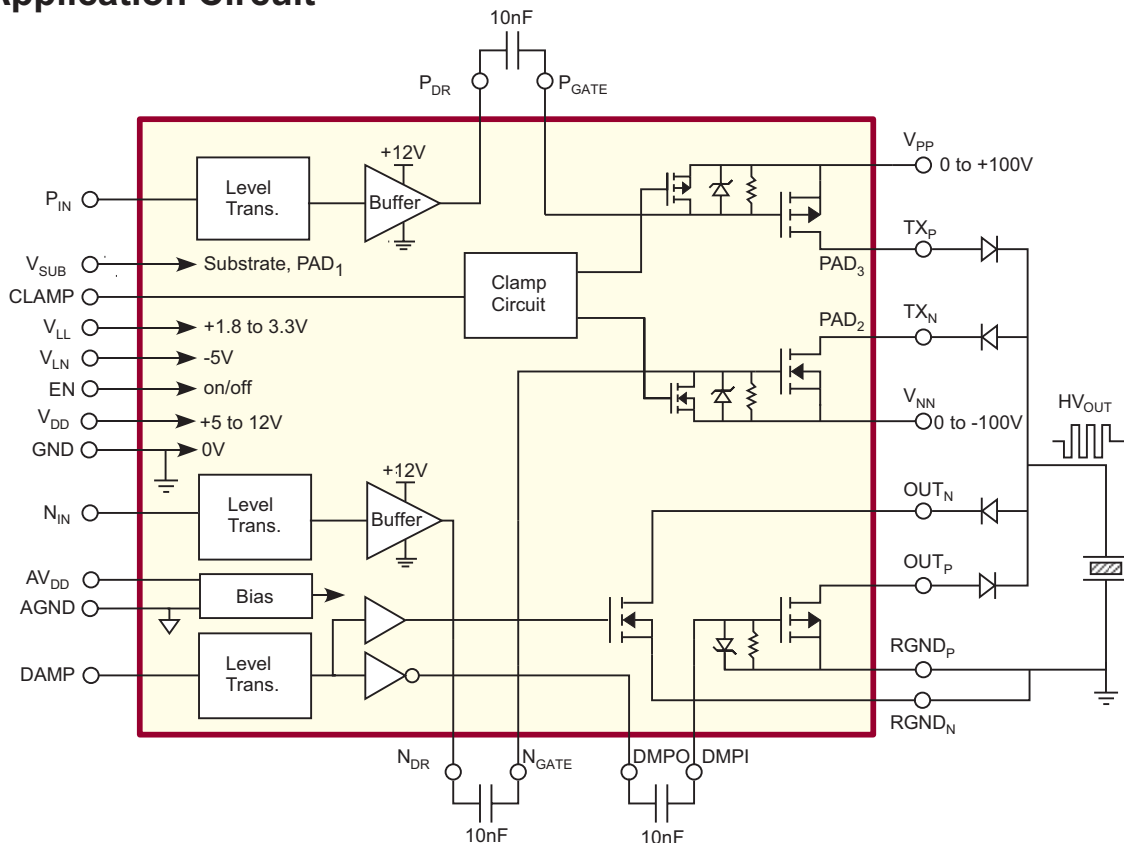 Application Circuit
10nF
PDR
PGATE
VPP
0 to +100V
+12V
PIN
Level
Trans.
Buffer
TXP
VSUB
Substrate, PAD1
PAD3
CLAMP
Clamp
Circuit
TXN
PAD2
VLL
+1.8 to 3.3V
VLN
-5V
EN
on/off
VNN
0 to -100V
HVOUT
VDD
+5 to 12V
GND
0V
+12V
NIN
Level
Trans.
Buffer
OUTN
AVDD
AGND
Bias
OUTP
DAMP
Level
Trans.
RGNDP
RGNDN
NDR
NGATE
DMPO
DMPI
10nF
10nF